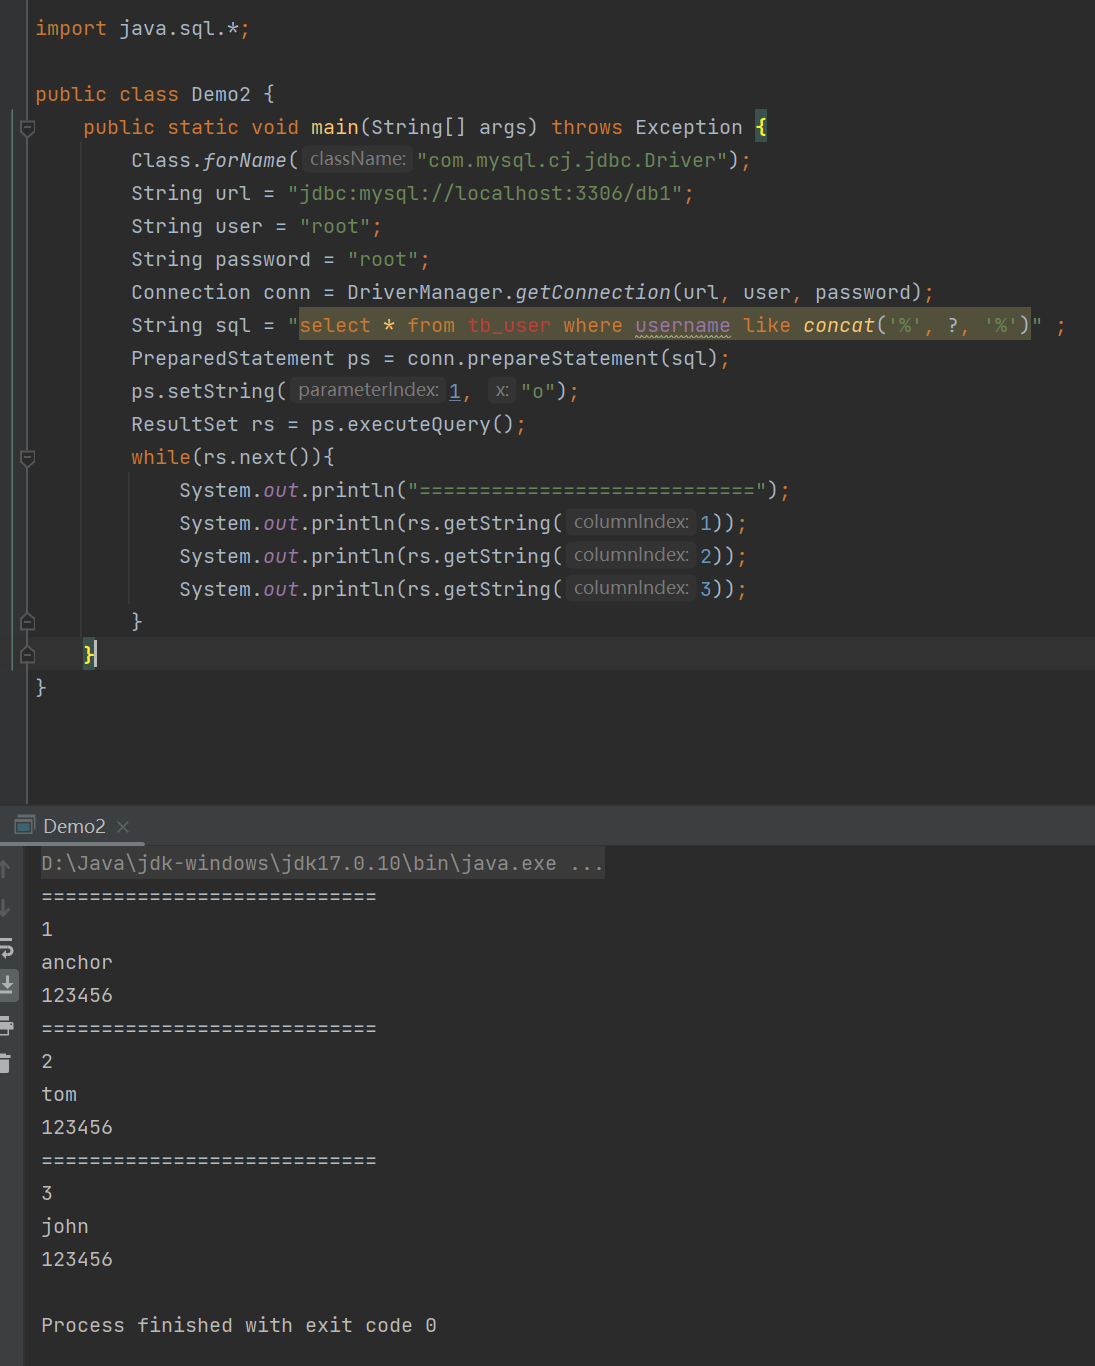 import java.sql.*;
public class Demo2 {
public static void main(String[] args) throws Exception {
Class.forName( className: "com.mysql.cj.jdbc.Driver");
String url = "jdbc:mysql://localhost:3306/db1";
String user = "root";
String password = "root";
Connection conn = DriverManager.getConnection(url, user, password);
String sql = "select * from tb_user where username like concat('%', ?, '%')" ;
PreparedStatement ps = conn.prepareStatement(sql);
ps.setString( parameterIndex: 1, x: "o");
ResultSet rs = ps.executeQuery();
while(rs.next()){
System.out.println("============================");
System.out.println(rs.getString( columnIndex: 1));
System.out.println(rs.getString( columnIndex: 2));
System.out.println(rs.getString( columnIndex: 3));
}
}
}
Demo2
D:\Java\jdk-windows\jdk17.0.10\bin\java.exe ...
============================
1
anchor
123456
============================
2
tom
123456
============================
3
john
123456
Process finished with exit code 0